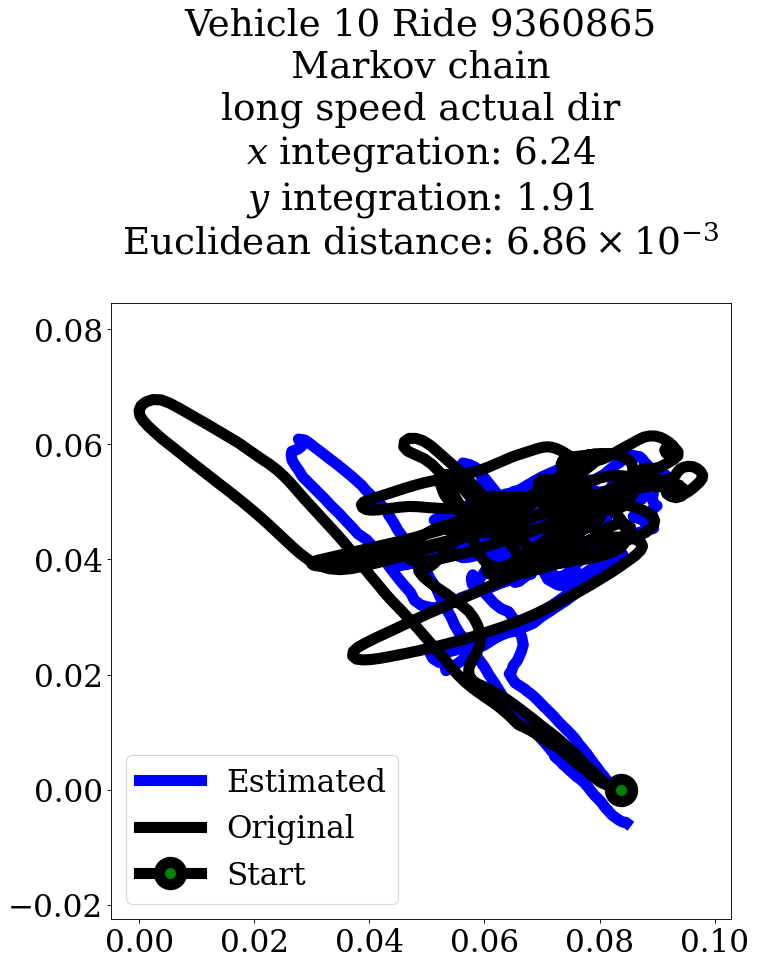 Vehicle 10 Ride 9360865
Markov chain
long speed actual dir
x integration: 6.24
y integration: 1.91
Euclidean distance: 6.86 × 10⁻³
0.08
0.06
0.04
0.02
0.00
−0.02
Estimated
Original
Start
0.00 0.02 0.04 0.06 0.08 0.10